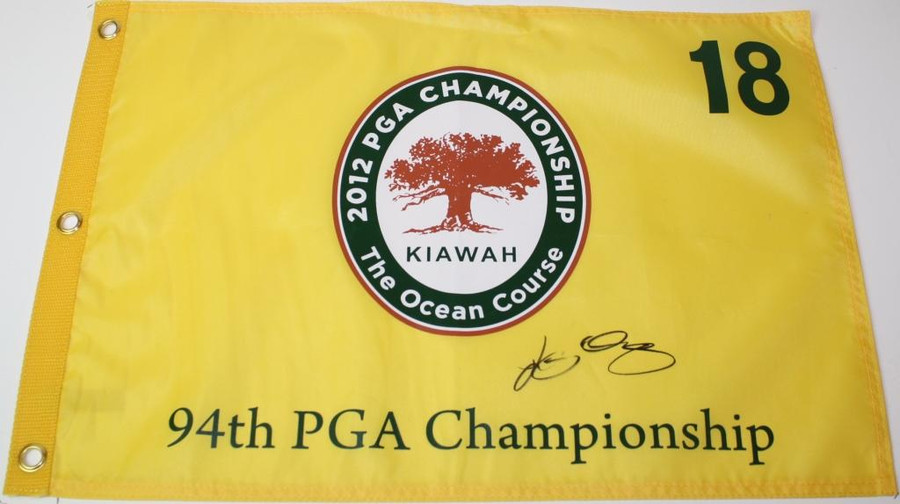 18
2012 PGA CHAMPIONSHIP
KIAWAH
The Ocean Course
94th PGA Championship